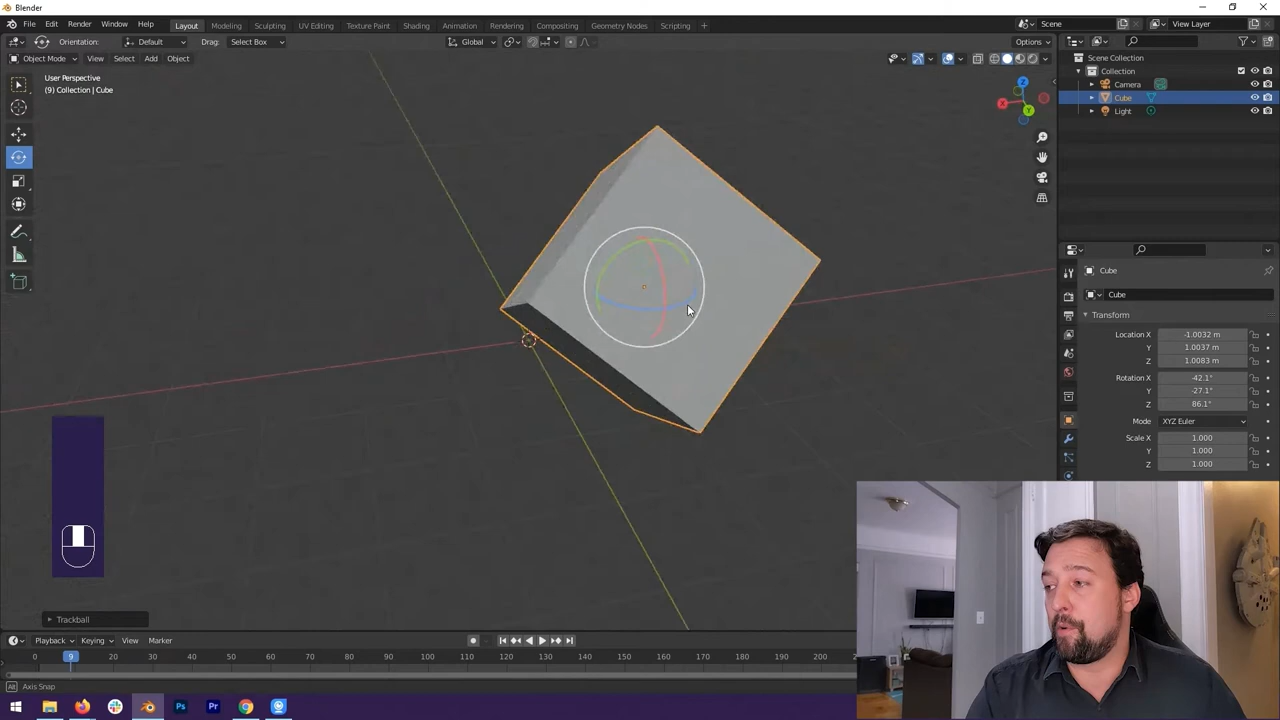 Blender
File Edit Render Window Help Layout Modeling Sculpting UV Editing Texture Paint Shading Animation Rendering Compositing Geometry Nodes Scripting + Scene View Layer
Orientation: Default Drag: Select Box Global Options
Object Mode View Select Add Object
User Perspective
(9) Collection | Cube
Scene Collection
Collection
Camera
Cube
Light
X
Y
Z
Cube
Cube
Transform
Location X -1.0032 m
Y 1.0037 m
Z 1.0083 m
Rotation X -42.1°
Y -27.1°
Z 86.1°
Mode XYZ Euler
Scale X 1.000
Y 1.000
Z 1.000
Trackball
Playback Keying View Marker
0 9 20 30 40 50 60 70 80 90 100 110 120 130 140 150 160 170 180 190 200
Alt Axis Snap
Ps Pr